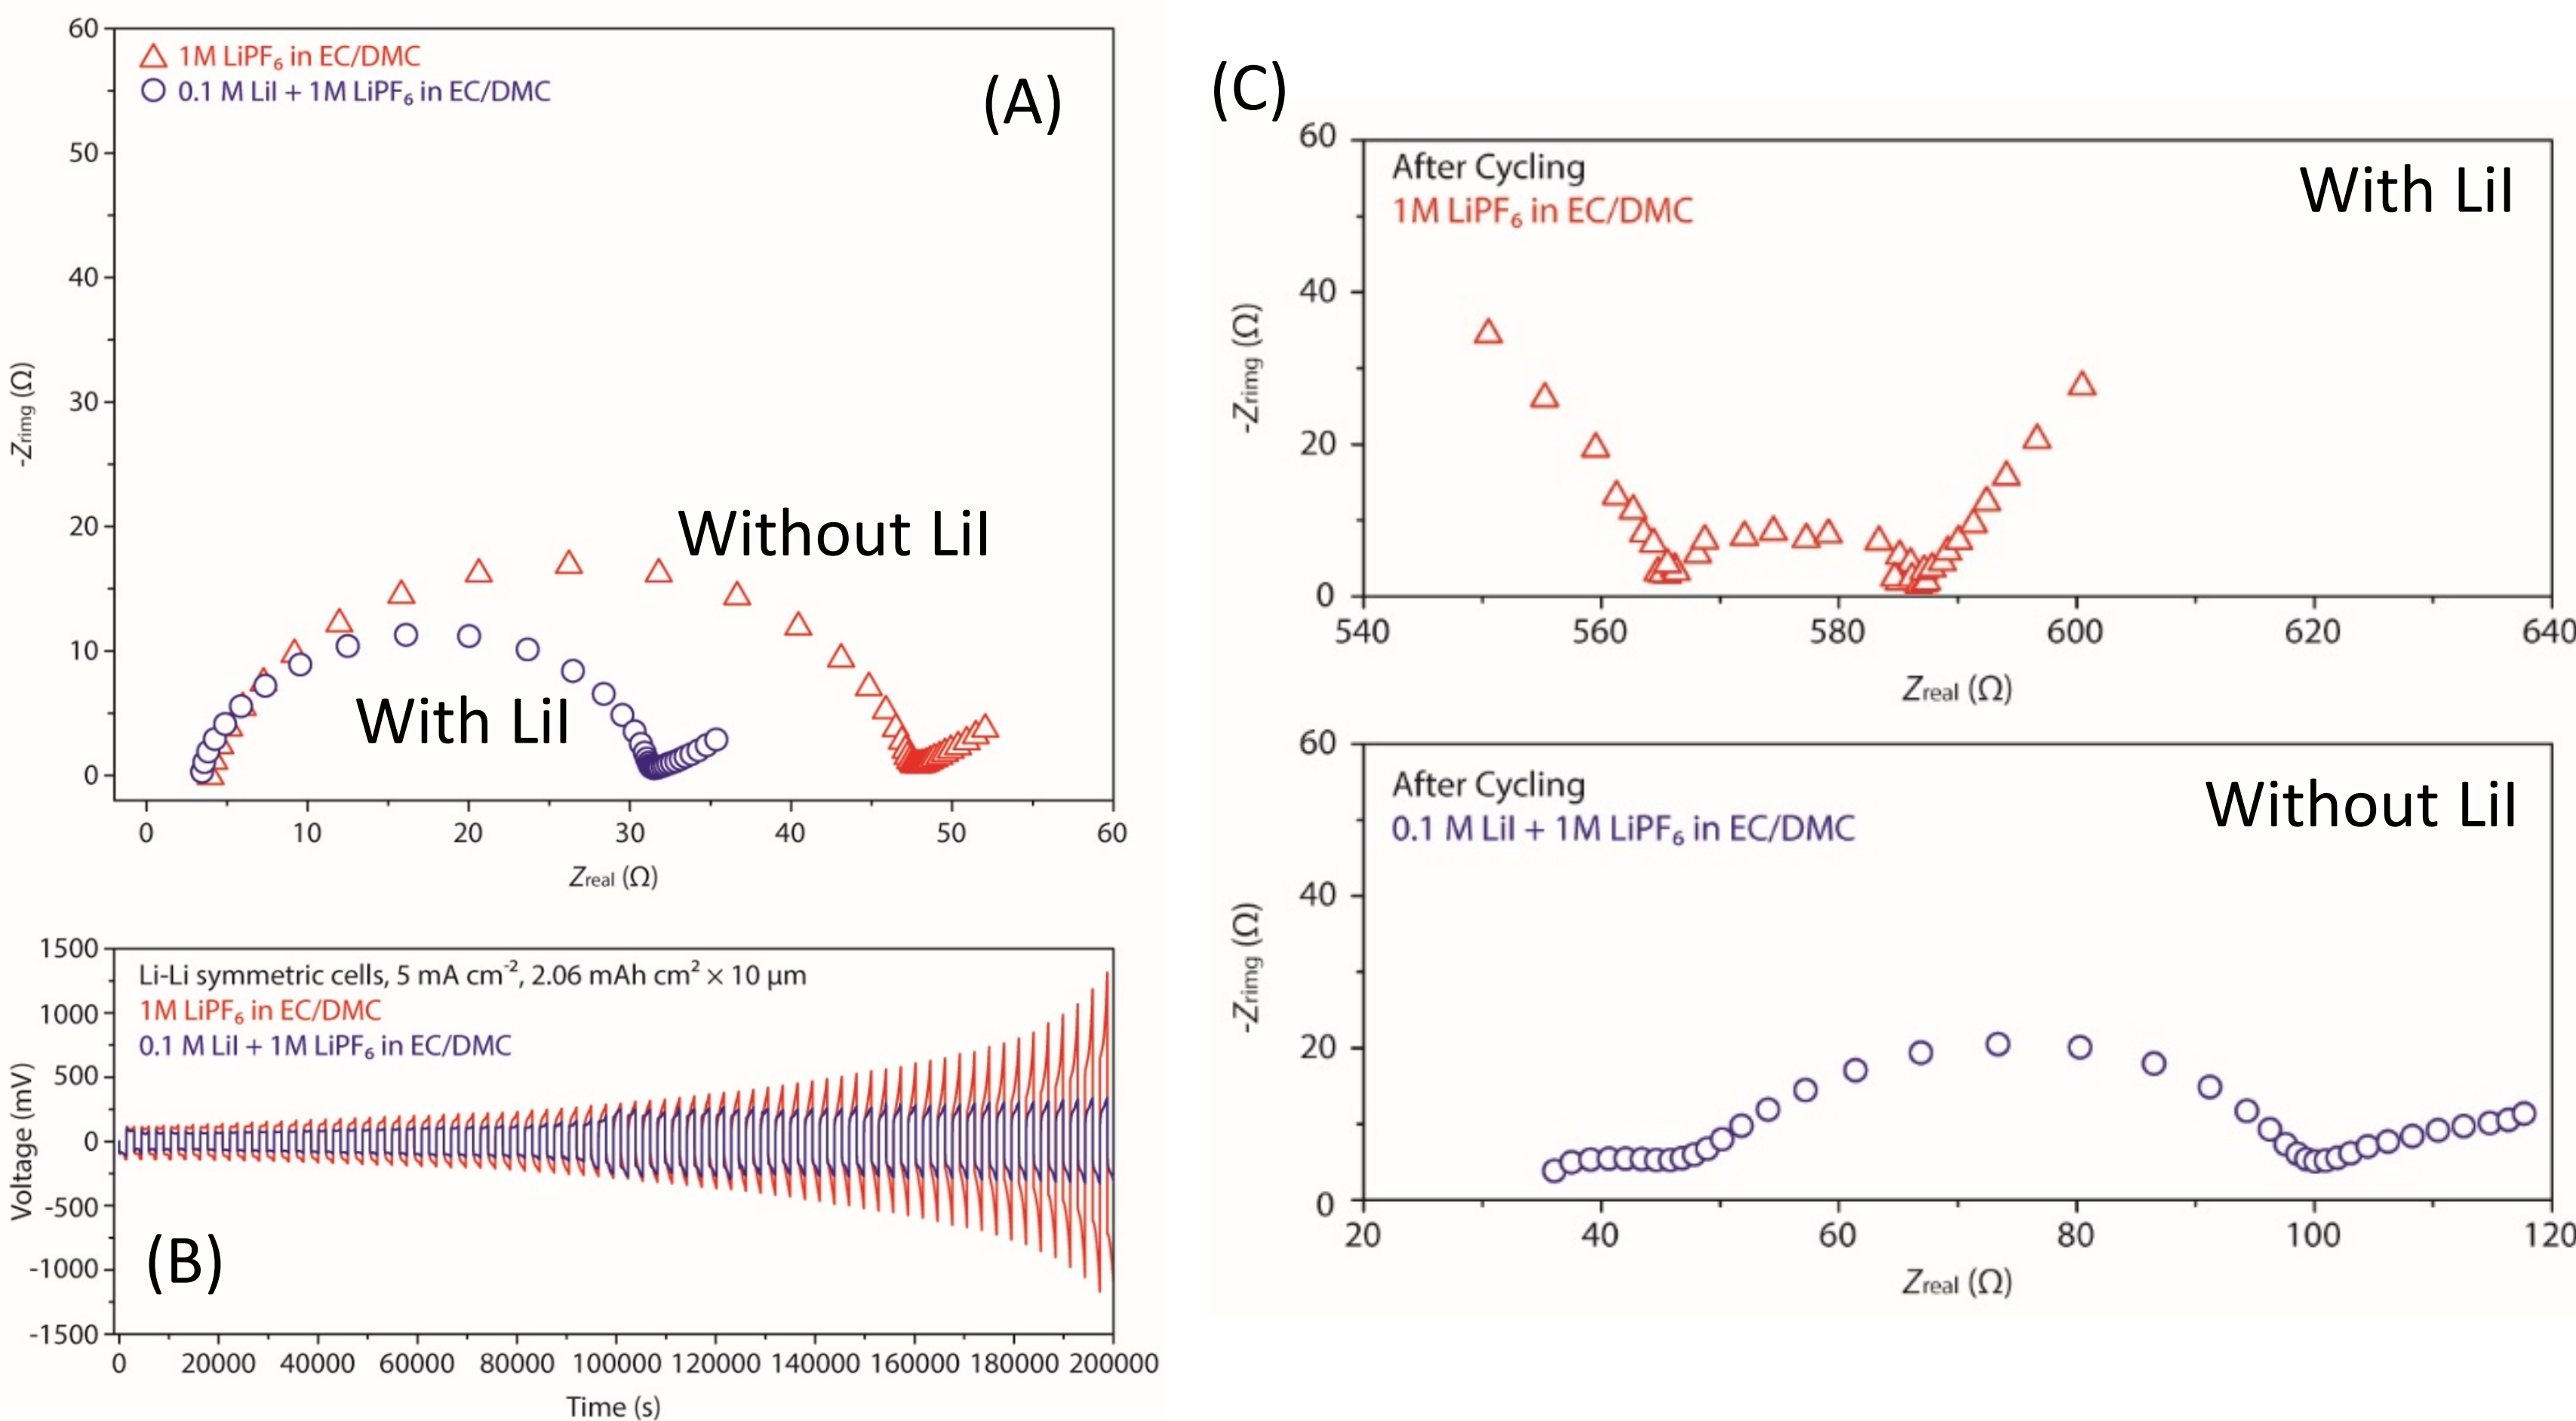 60
△ 1M LiPF₆ in EC/DMC
○ 0.1 M LiI + 1M LiPF₆ in EC/DMC
(A)
50
40
30
20
10
0
-Zrimg (Ω)
Without LiI
With LiI
0 10 20 30 40 50 60
Zreal (Ω)
1500
1000
500
0
-500
-1000
-1500
Voltage (mV)
Li-Li symmetric cells, 5 mA cm⁻², 2.06 mAh cm² × 10 μm
1M LiPF₆ in EC/DMC
0.1 M LiI + 1M LiPF₆ in EC/DMC
(B)
0 20000 40000 60000 80000 100000 120000 140000 160000 180000 200000
Time (s)
(C)
60
40
20
0
-Zrimg (Ω)
After Cycling
1M LiPF₆ in EC/DMC
With LiI
540 560 580 600 620 640
Zreal (Ω)
60
40
20
0
-Zrimg (Ω)
After Cycling
0.1 M LiI + 1M LiPF₆ in EC/DMC
Without LiI
20 40 60 80 100 120
Zreal (Ω)